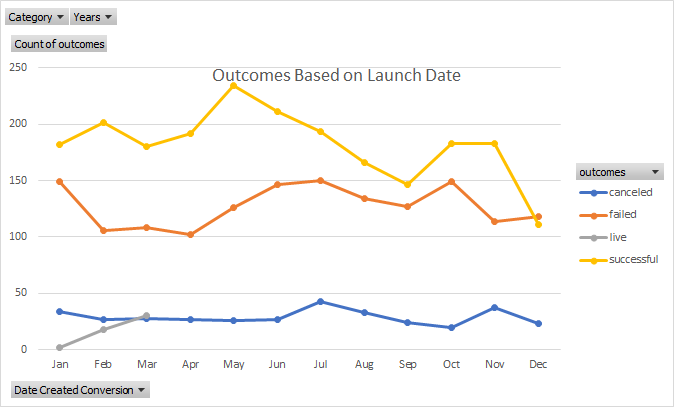 Category Years
Count of outcomes
Outcomes Based on Launch Date
250
200
150
100
50
0
Jan Feb Mar Apr May Jun Jul Aug Sep Oct Nov Dec
outcomes
canceled
failed
live
successful
Date Created Conversion